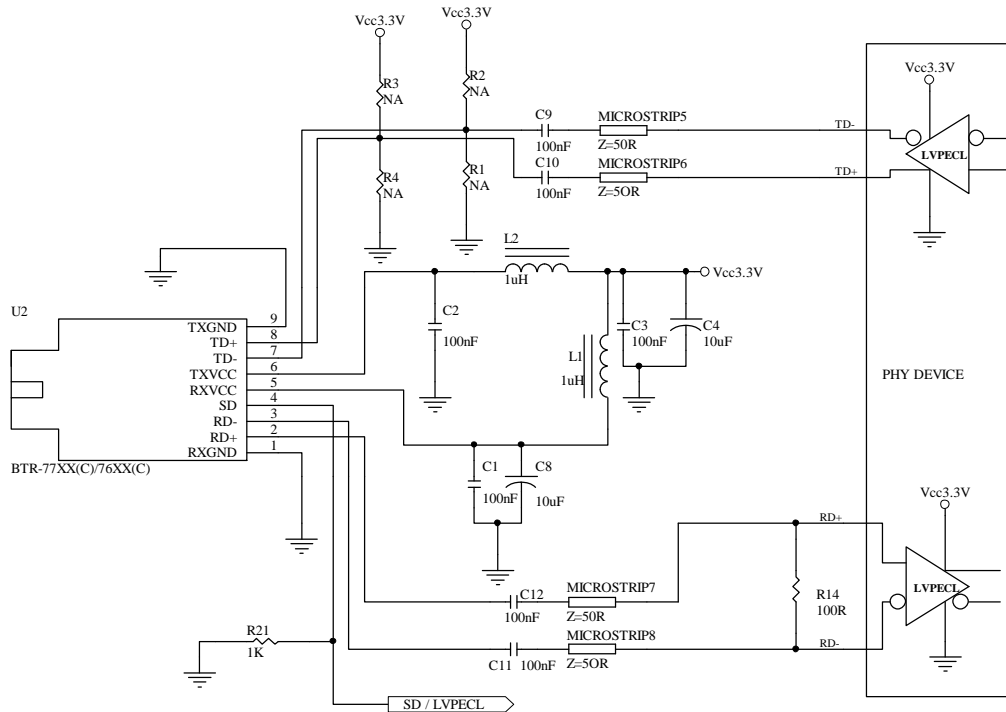 Vcc3.3V
Vcc3.3V
R3
NA
R2
NA
Vcc3.3V
C9
100nF
MICROSTRIP5
Z=50R
TD-
C10
100nF
MICROSTRIP6
Z=5OR
TD+
LVPECL
R4
NA
R1
NA
L2
1uH
Vcc3.3V
U2
C2
100nF
C3
100nF
C4
10uF
L1
1uH
PHY DEVICE
TXGND 9
TD+ 8
TD- 7
TXVCC 6
RXVCC 5
SD 4
RD- 3
RD+ 2
RXGND 1
BTR-77XX(C)/76XX(C)
C1
100nF
C8
10uF
Vcc3.3V
RD+
LVPECL
C12
100nF
MICROSTRIP7
Z=50R
R14
100R
R21
1K
C11
100nF
MICROSTRIP8
Z=5OR
RD-
SD / LVPECL